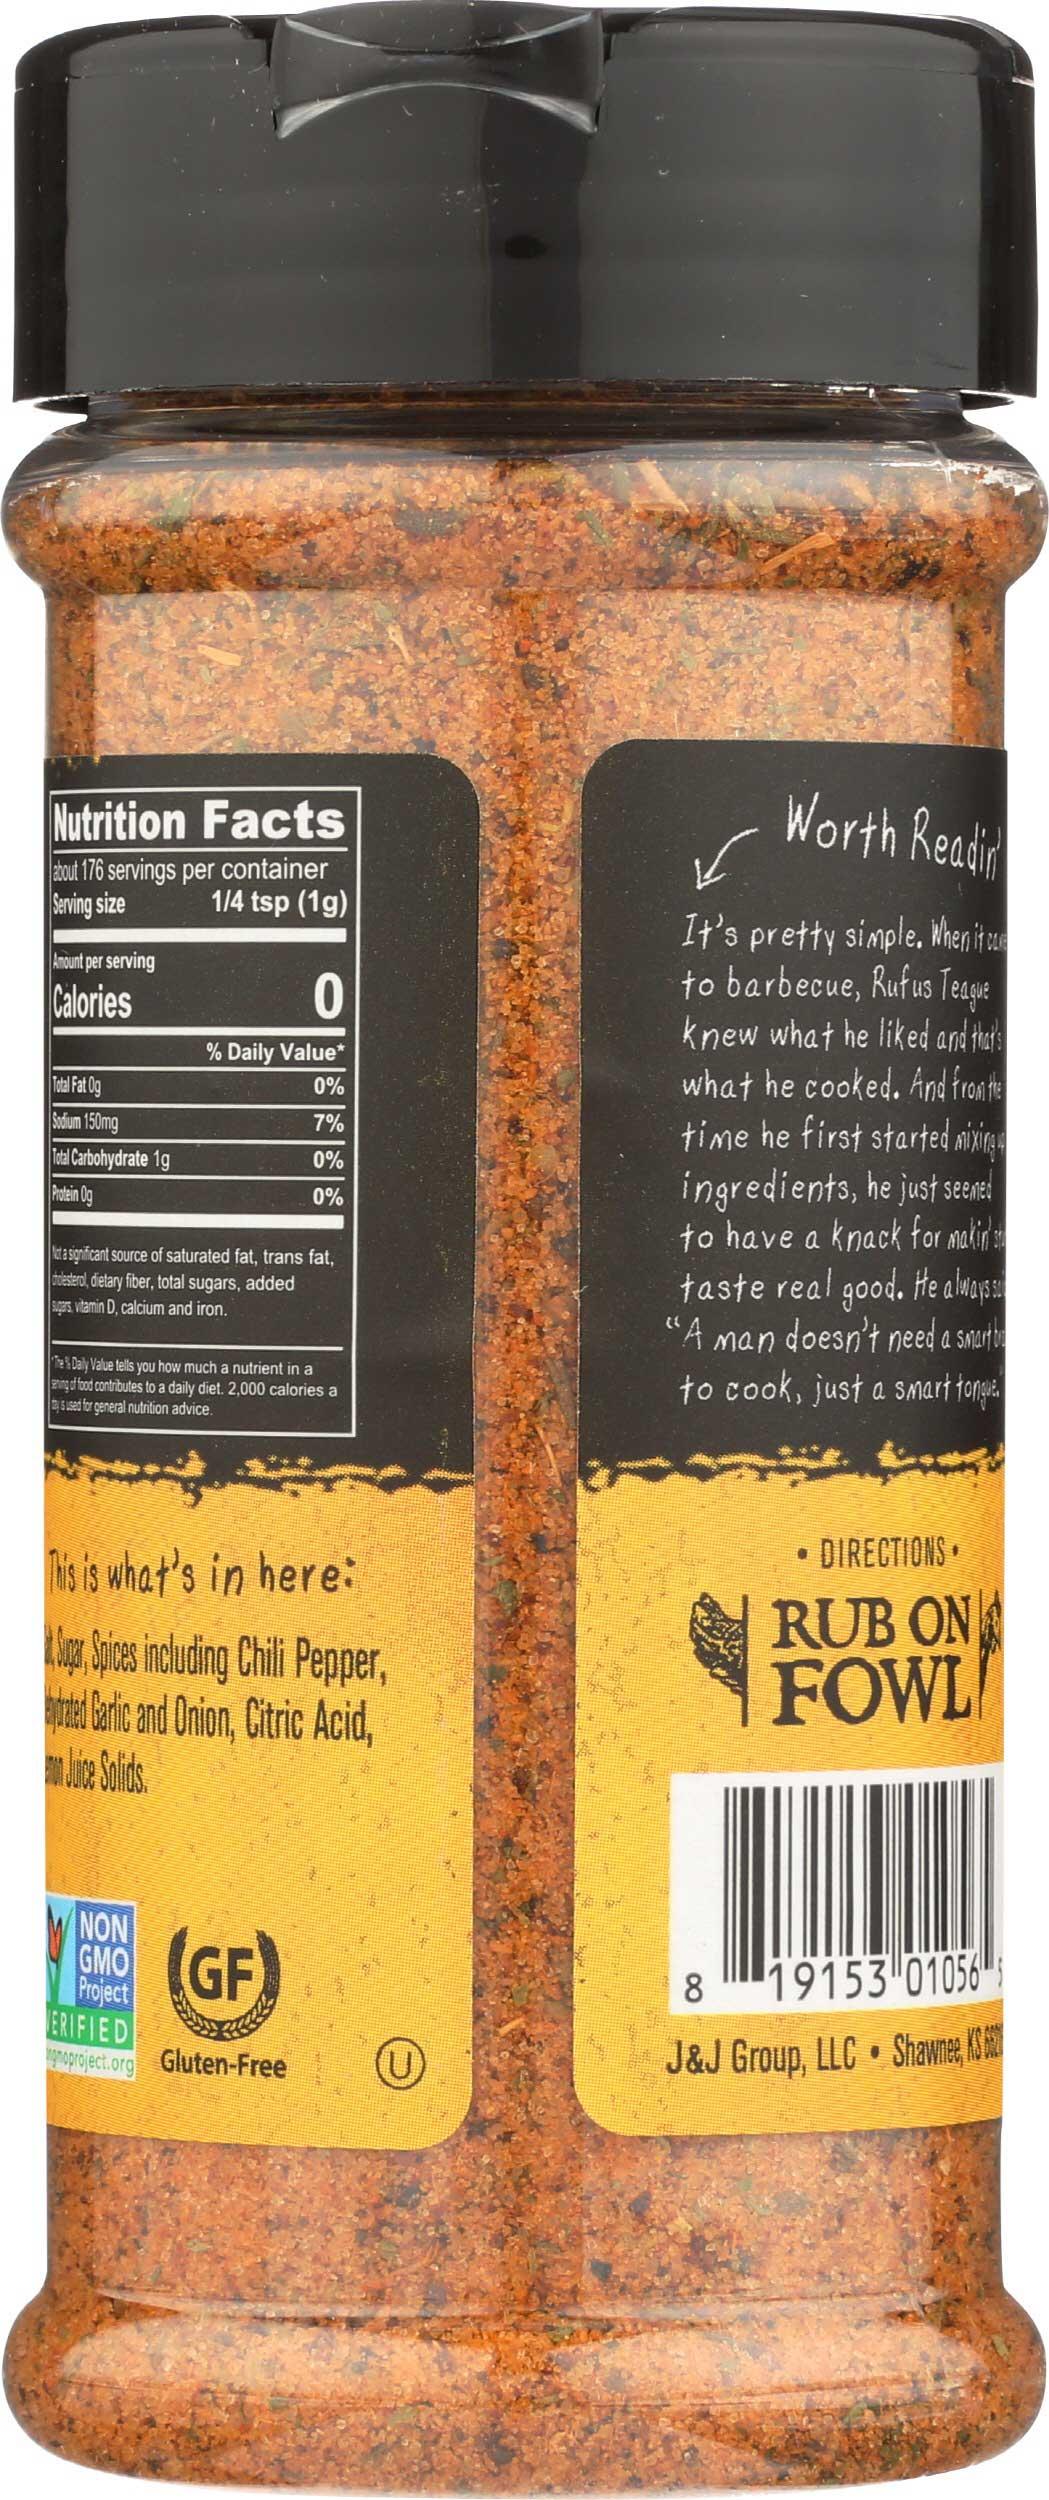 Nutrition Facts
about 176 servings per container
Serving size 1/4 tsp (1g)
Amount per serving
Calories 0
% Daily Value*
Total Fat 0g 0%
Sodium 150mg 7%
Total Carbohydrate 1g 0%
Protein 0g 0%
Not a significant source of saturated fat, trans fat,
cholesterol, dietary fiber, total sugars, added
sugars, vitamin D, calcium and iron.
*The % Daily Value tells you how much a nutrient in a
serving of food contributes to a daily diet. 2,000 calories a
day is used for general nutrition advice.
This is what's in here:
Sugar, Spices including Chili Pepper,
Garlic and Onion, Citric Acid,
Juice Solids.
NON
GMO
Project
VERIFIED
GF
Gluten-Free
U
Worth Readin'
It's pretty simple. When it
to barbecue, Rufus Teague
knew what he liked and that's
what he cooked. And from the
time he first started mixing
ingredients, he just seemed
to have a knack for makin'
taste real good. He always
"A man doesn't need a smart
to cook, just a smart tongue."
• DIRECTIONS •
RUB ON
FOWL
8 19153 01056
J&J Group, LLC • Shawnee, KS